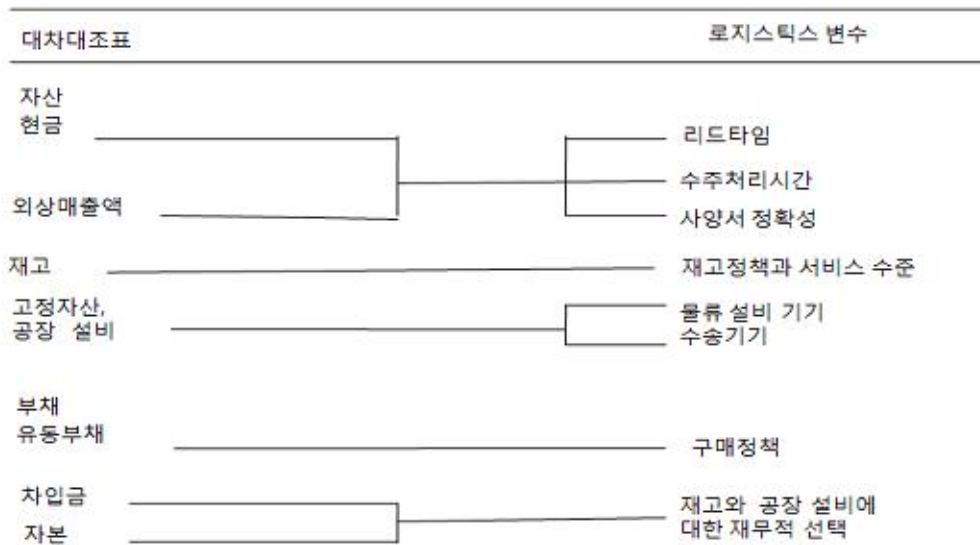 대차대조표
로지스틱스 변수
자산
현금
리드타임
수주처리시간
외상매출액
사양서 정확성
재고
재고정책과 서비스 수준
고정자산,
공장 설비
물류 설비 기기
수송기기
부채
유동부채
구매정책
차입금
자본
재고와 공장 설비에
대한 재무적 선택